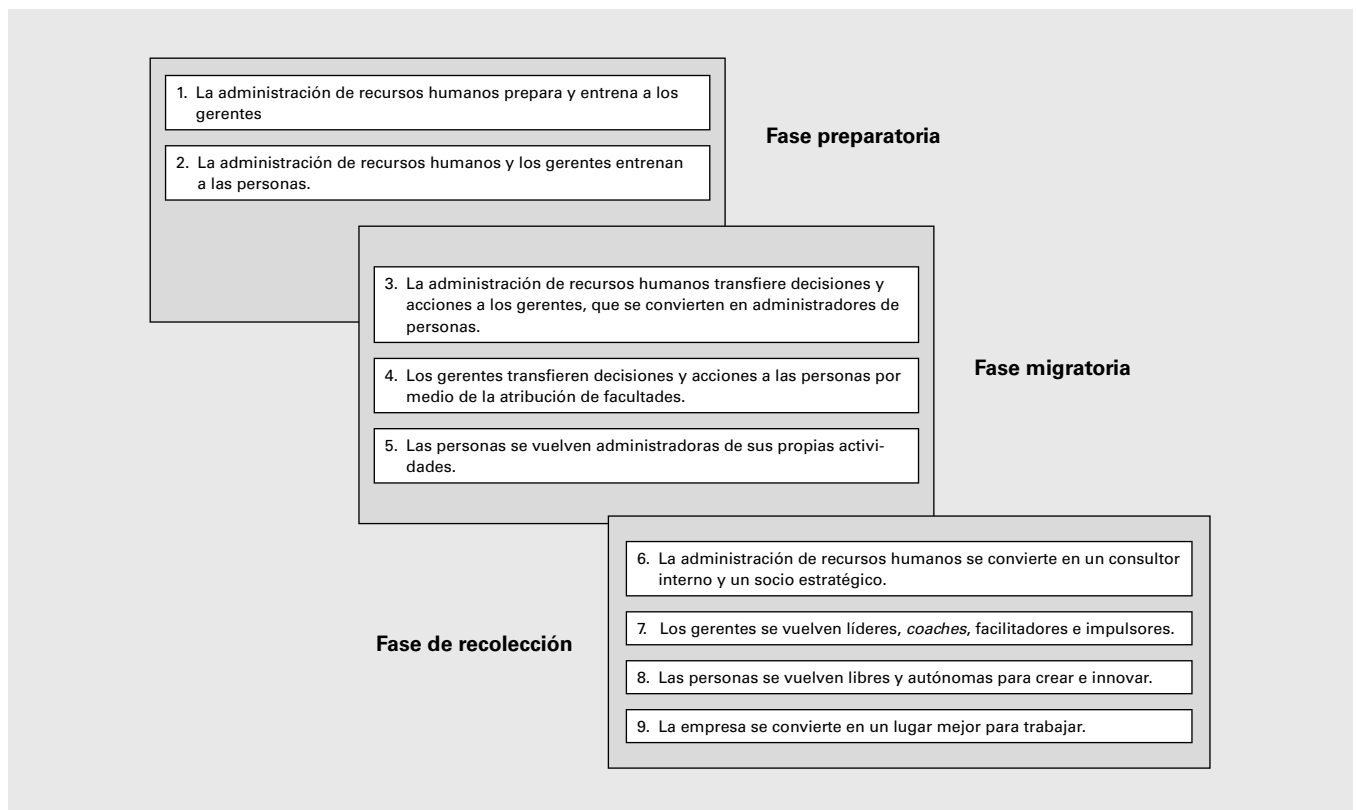 1. La administración de recursos humanos prepara y entrena a los
gerentes
Fase preparatoria
2. La administración de recursos humanos y los gerentes entrenan
a las personas.
3. La administración de recursos humanos transfiere decisiones y
acciones a los gerentes, que se convierten en administradores de
personas.
Fase migratoria
4. Los gerentes transfieren decisiones y acciones a las personas por
medio de la atribución de facultades.
5. Las personas se vuelven administradoras de sus propias activi-
dades.
6. La administración de recursos humanos se convierte en un consultor
interno y un socio estratégico.
Fase de recolección
7. Los gerentes se vuelven líderes, coaches, facilitadores e impulsores.
8. Las personas se vuelven libres y autónomas para crear e innovar.
9. La empresa se convierte en un lugar mejor para trabajar.